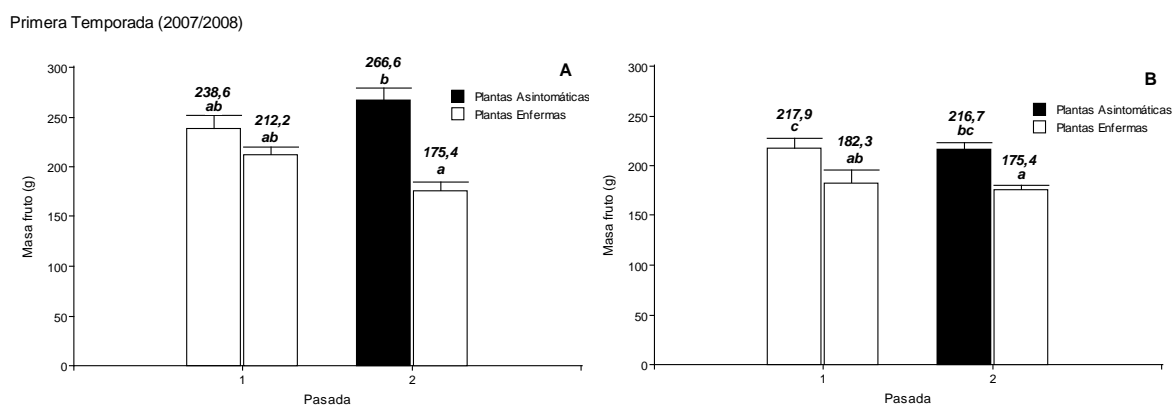 Primera Temporada (2007/2008)
A
300
250
200
150
100
50
0
Masa fruto (g)
238,6
ab
212,2
ab
266,6
b
175,4
a
Plantas Asintomáticas
Plantas Enfermas
1
2
Pasada
B
300
250
200
150
100
50
0
Masa fruto (g)
217,9
c
182,3
ab
216,7
bc
175,4
a
Plantas Asintomáticas
Plantas Enfermas
1
2
Pasada